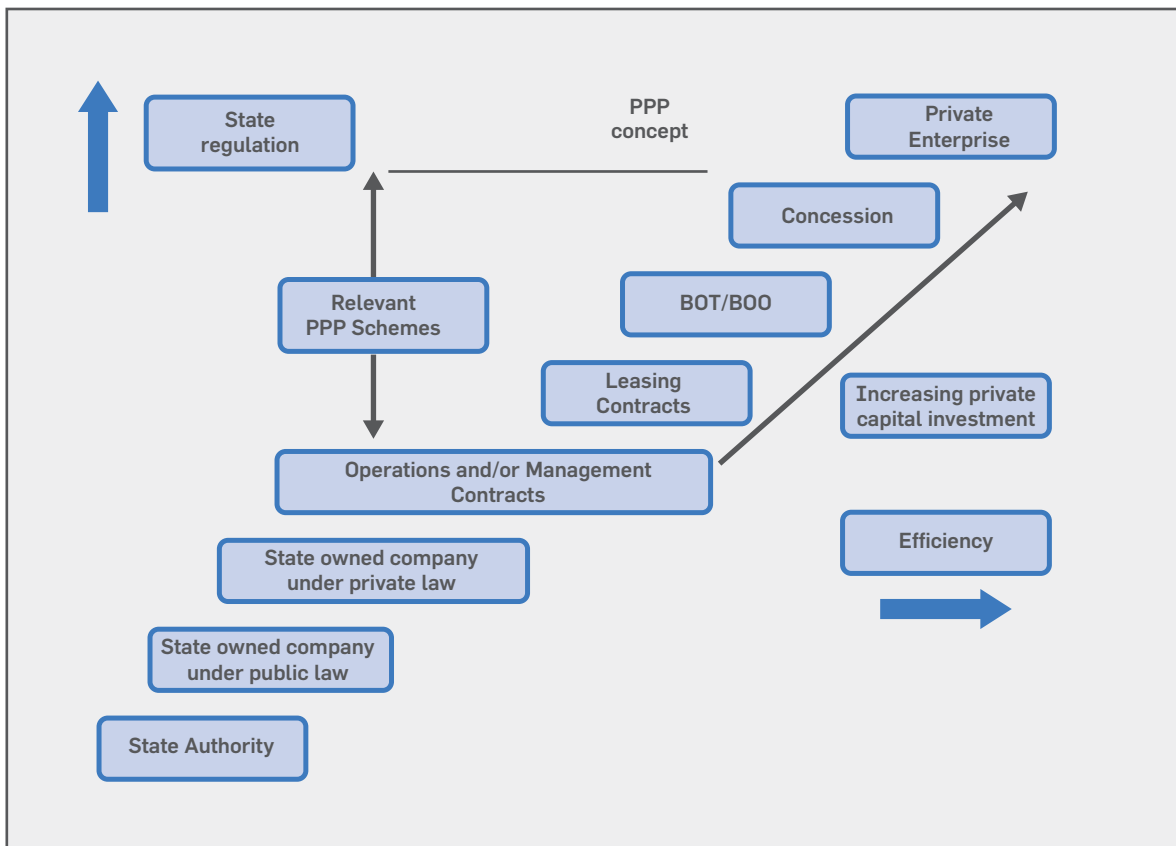 State
regulation
PPP
concept
Private
Enterprise
Concession
Relevant
PPP Schemes
BOT/BOO
Leasing
Contracts
Increasing private
capital investment
Operations and/or Management
Contracts
Efficiency
State owned company
under private law
State owned company
under public law
State Authority